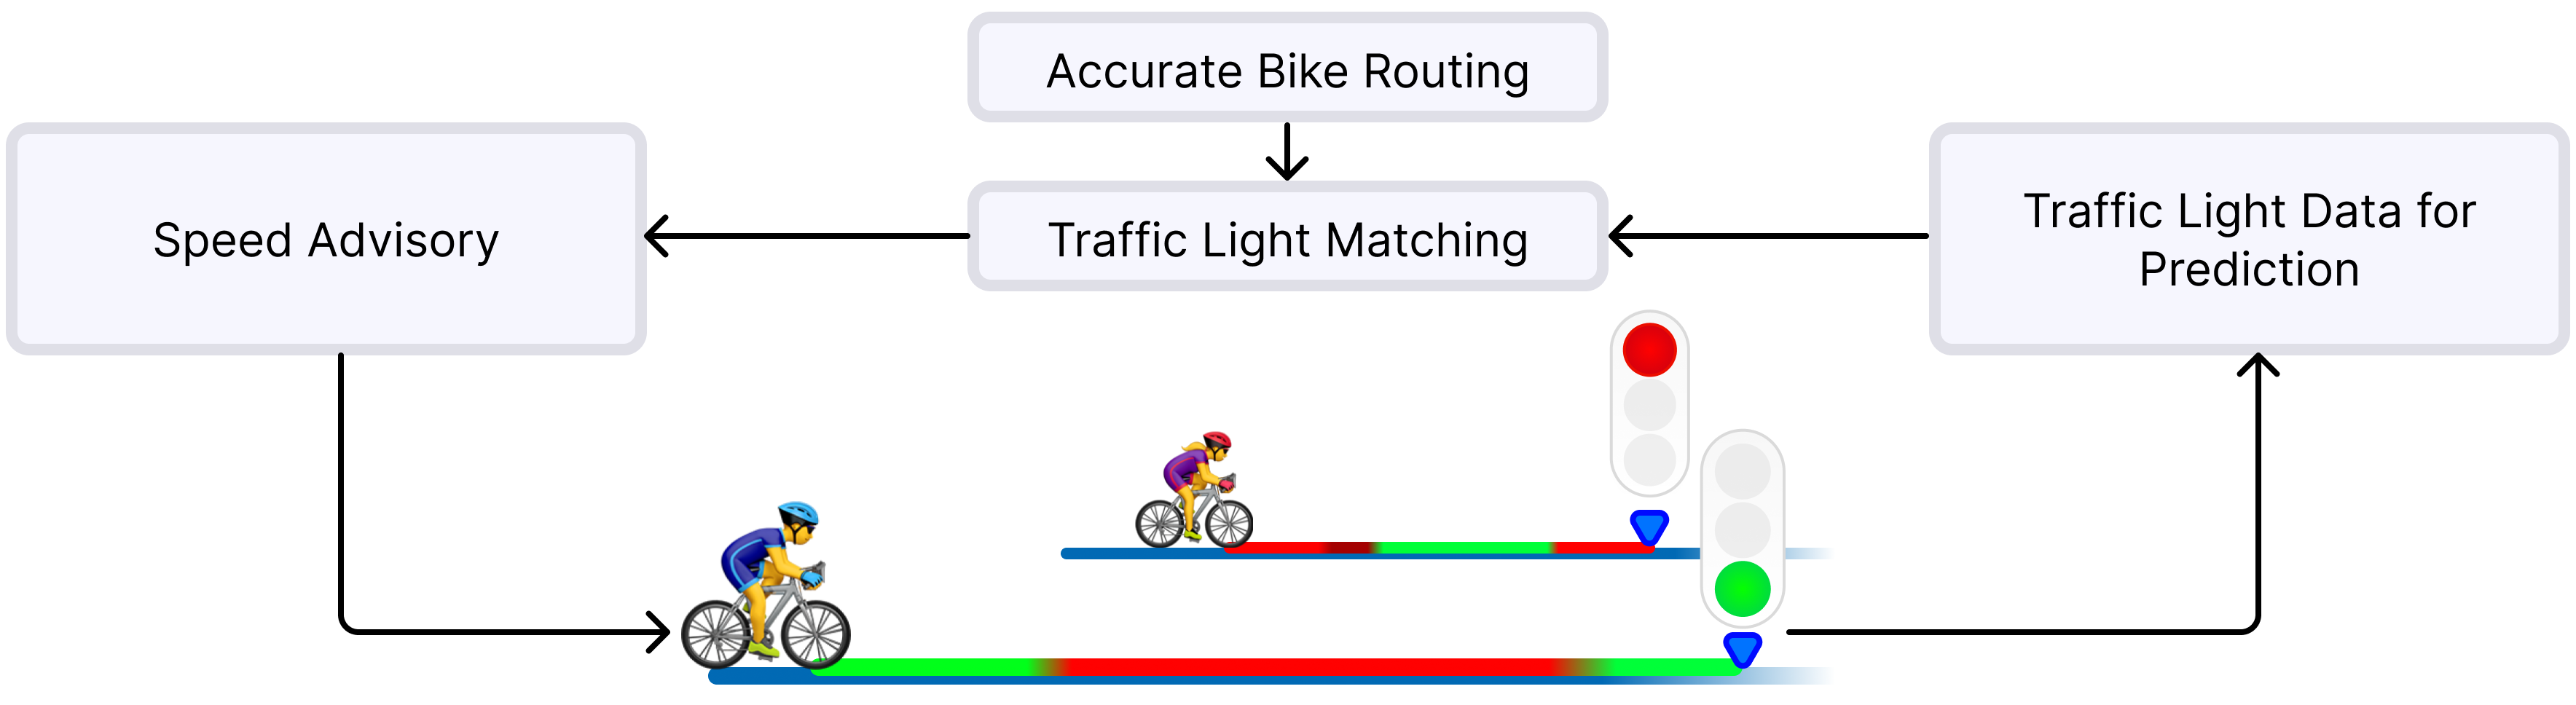 Accurate Bike Routing
Speed Advisory
Traffic Light Matching
Traffic Light Data for
Prediction